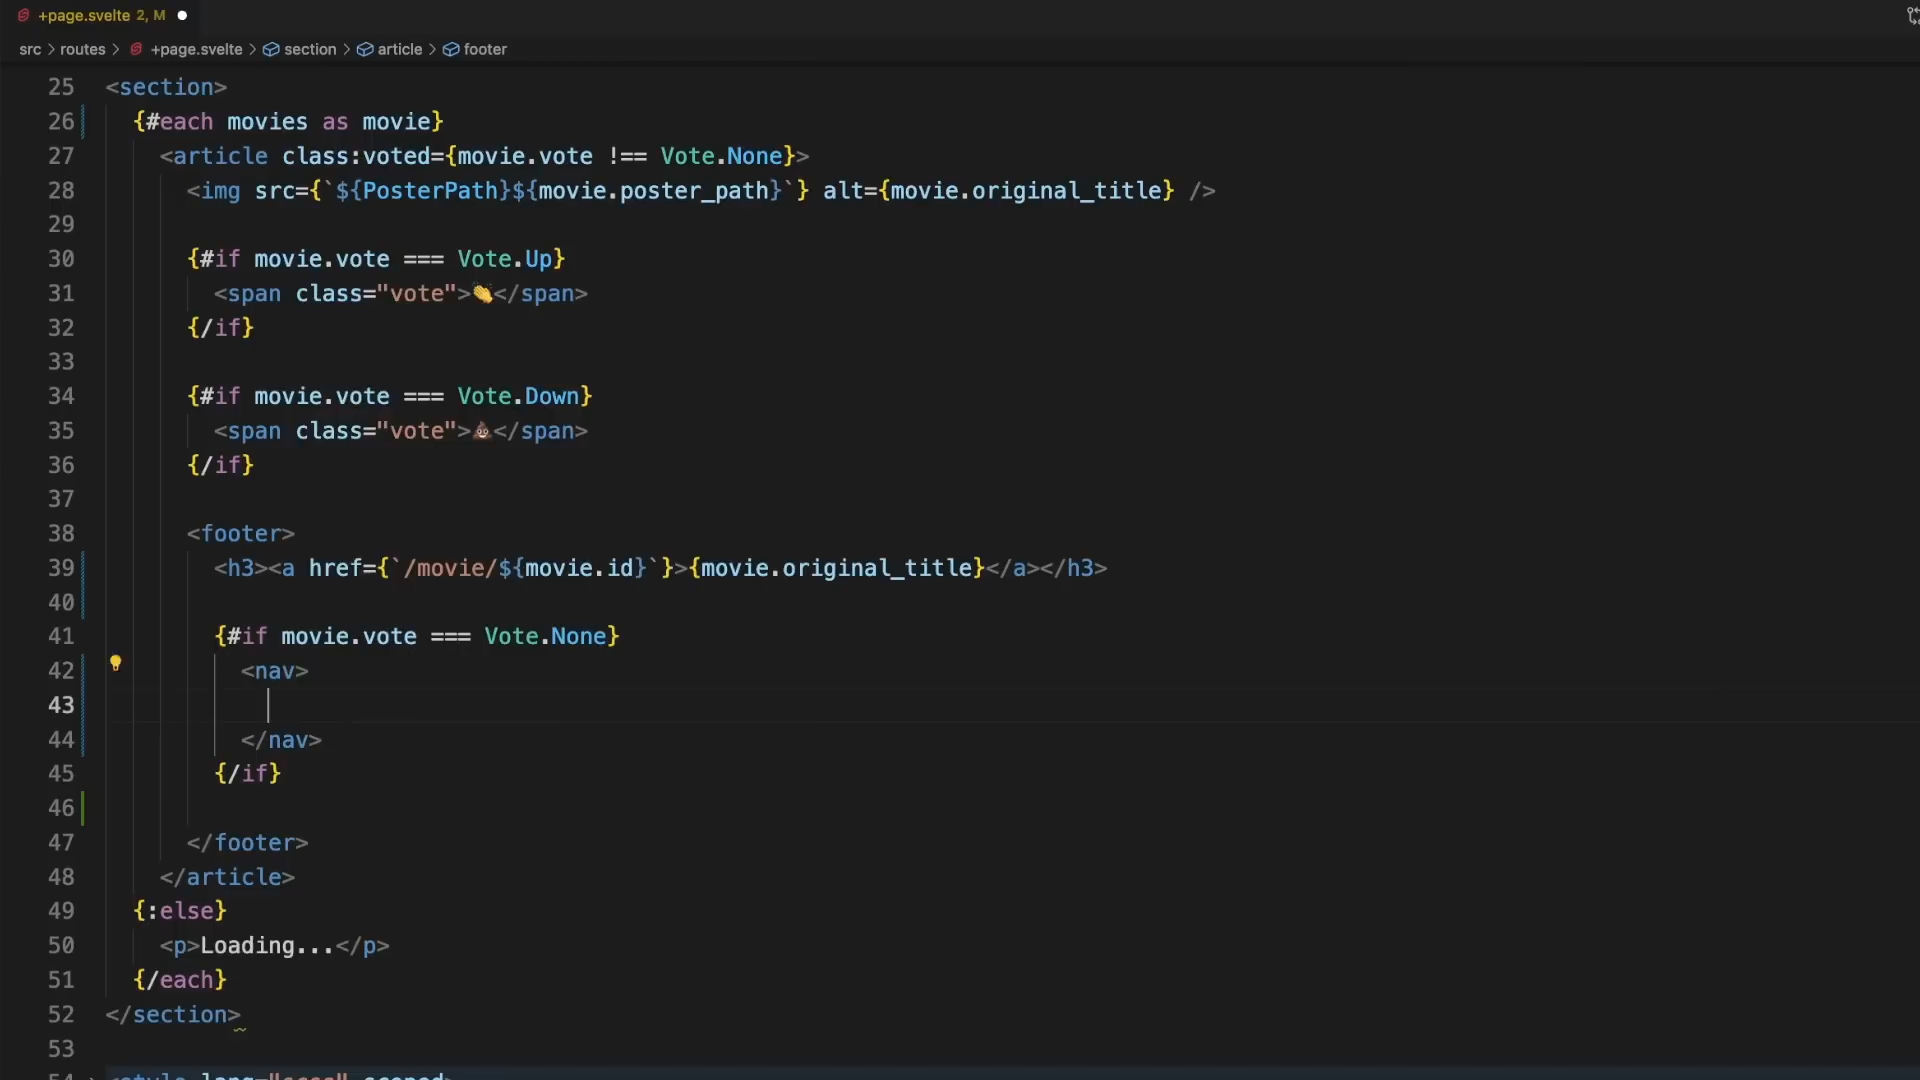 +page.svelte 2, M
src > routes > +page.svelte > section > article > footer
25 <section>
26 {#each movies as movie}
27 <article class:voted={movie.vote !== Vote.None}>
28 <img src={`${PosterPath}${movie.poster_path}`} alt={movie.original_title} />
29
30 {#if movie.vote === Vote.Up}
31 <span class="vote">👏</span>
32 {/if}
33
34 {#if movie.vote === Vote.Down}
35 <span class="vote">💩</span>
36 {/if}
37
38 <footer>
39 <h3><a href={`/movie/${movie.id}`}>{movie.original_title}</a></h3>
40
41 {#if movie.vote === Vote.None}
42 <nav>
43
44 </nav>
45 {/if}
46
47 </footer>
48 </article>
49 {:else}
50 <p>Loading...</p>
51 {/each}
52 </section>
53
54 <style lang="scss" scoped>